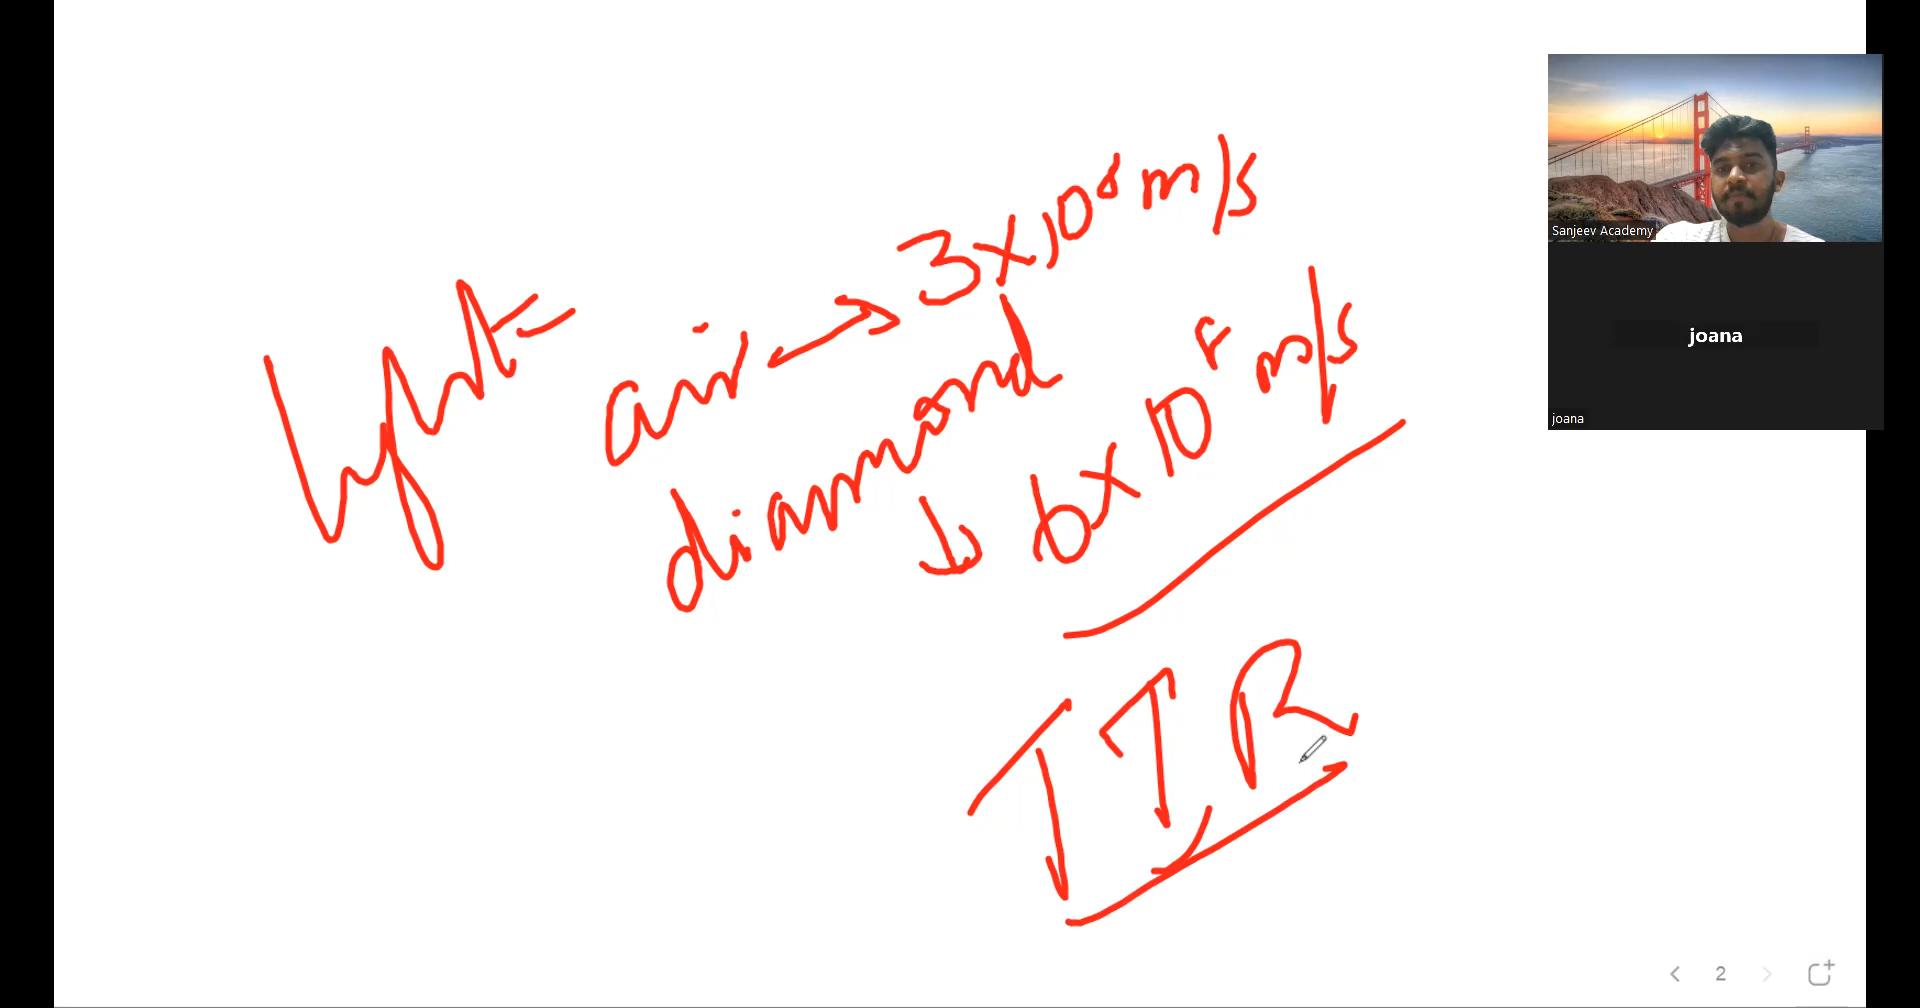 light
air → 3x10⁸ m/s
diamond
↓ 6x10⁸ m/s
TIR
Sanjeev Academy
joana
joana
2